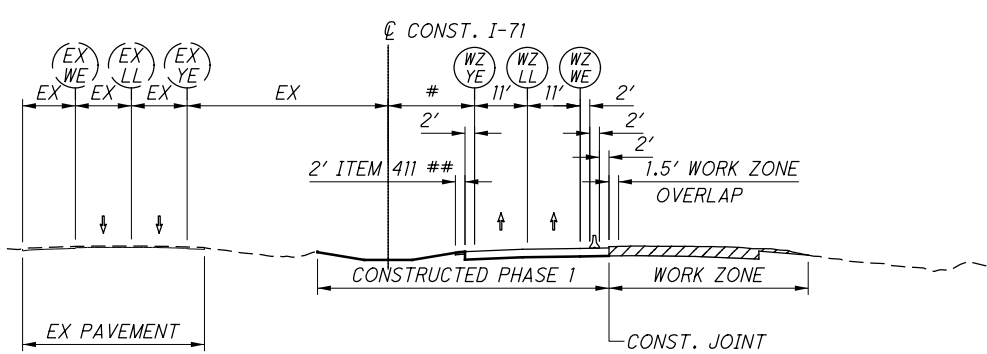 ℄ CONST. I-71
EX WE
EX LL
EX YE
WZ YE
WZ LL
WZ WE
EX
EX
EX
EX
#
11'
11'
2'
2'
2'
2' ITEM 411 ##
1.5' WORK ZONE
OVERLAP
CONSTRUCTED PHASE 1
WORK ZONE
EX PAVEMENT
CONST. JOINT